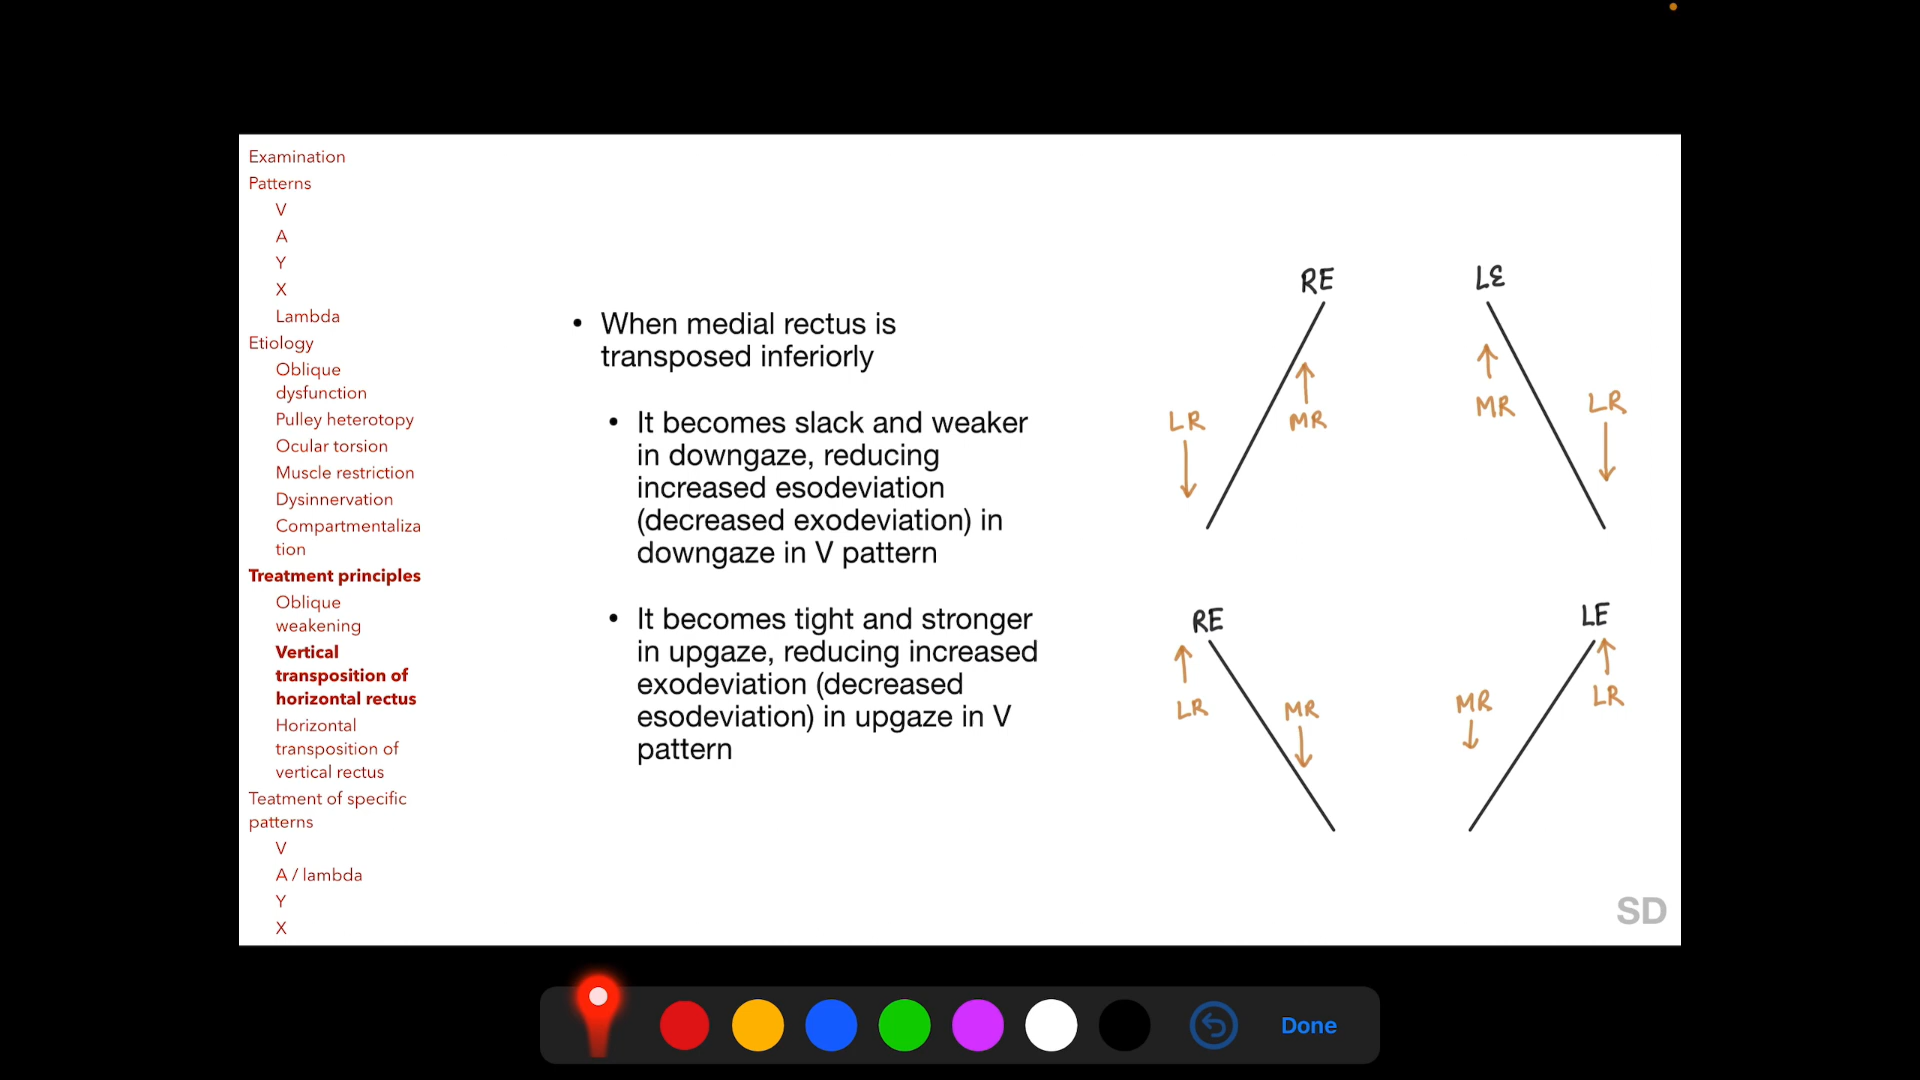 Examination
Patterns
V
A
Y
X
Lambda
Etiology
Oblique
dysfunction
Pulley heterotopy
Ocular torsion
Muscle restriction
Dysinnervation
Compartmentaliza
tion
Treatment principles
Oblique
weakening
Vertical
transposition of
horizontal rectus
Horizontal
transposition of
vertical rectus
Teatment of specific
patterns
V
A / lambda
Y
X
• When medial rectus is
transposed inferiorly
• It becomes slack and weaker
in downgaze, reducing
increased esodeviation
(decreased exodeviation) in
downgaze in V pattern
• It becomes tight and stronger
in upgaze, reducing increased
exodeviation (decreased
esodeviation) in upgaze in V
pattern
RE LE
LR MR MR LR
RE LE
LR MR MR LR
SD
Done